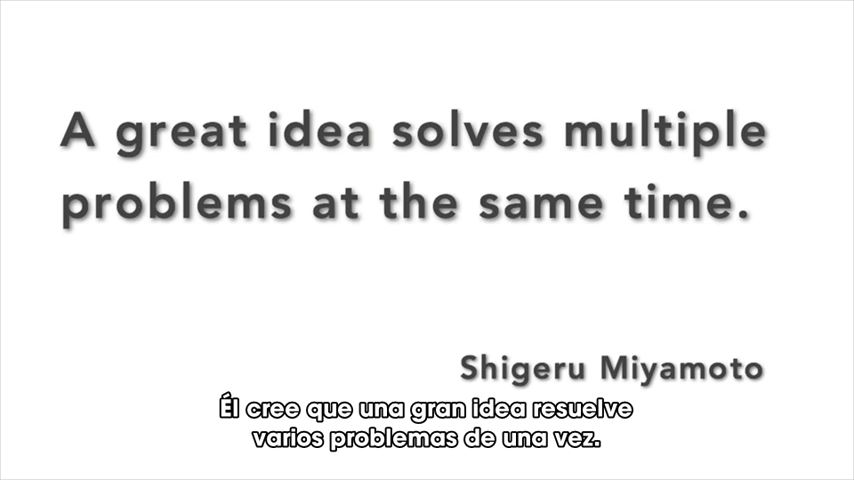 A great idea solves multiple
problems at the same time.
Shigeru Miyamoto
Él cree que una gran idea resuelve
varios problemas de una vez.